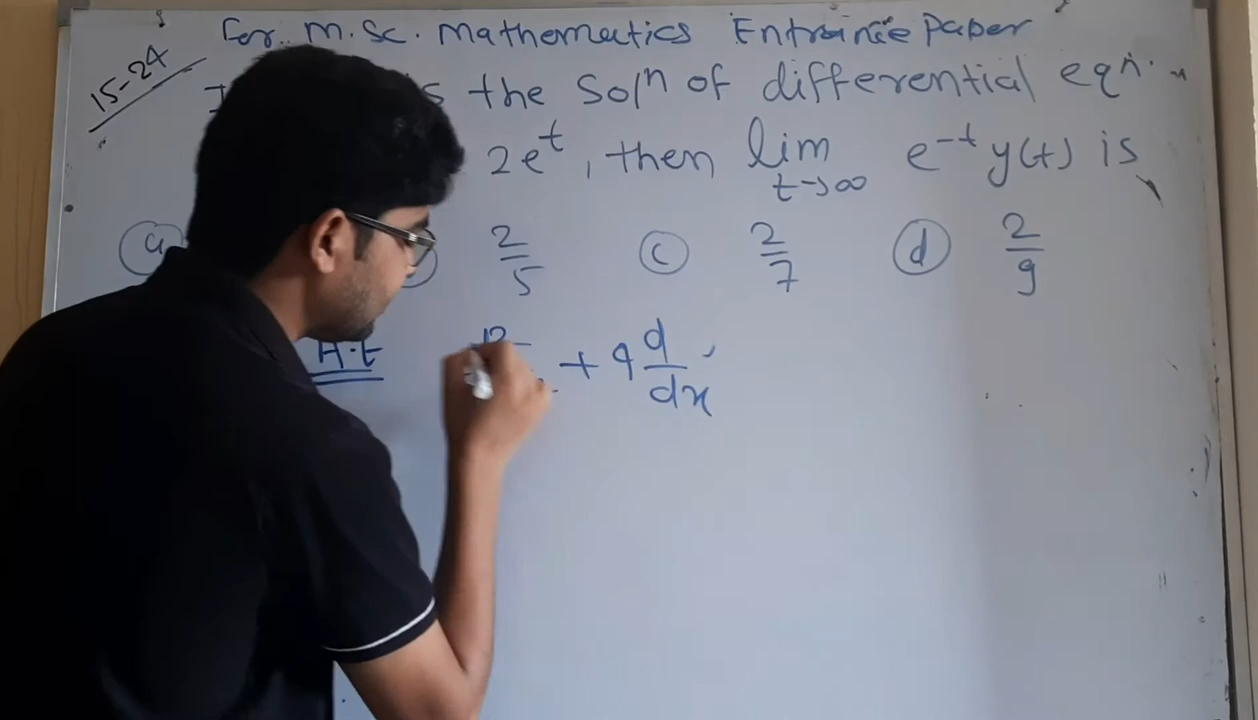 For M.Sc. Mathematics Entrance Paper
15-24
the Solⁿ of differential eqn.
2e^t, then lim t→∞ e^-t y(t) is
(a) 2/5 (c) 2/7 (d) 2/9
H.E + 9 d/dx